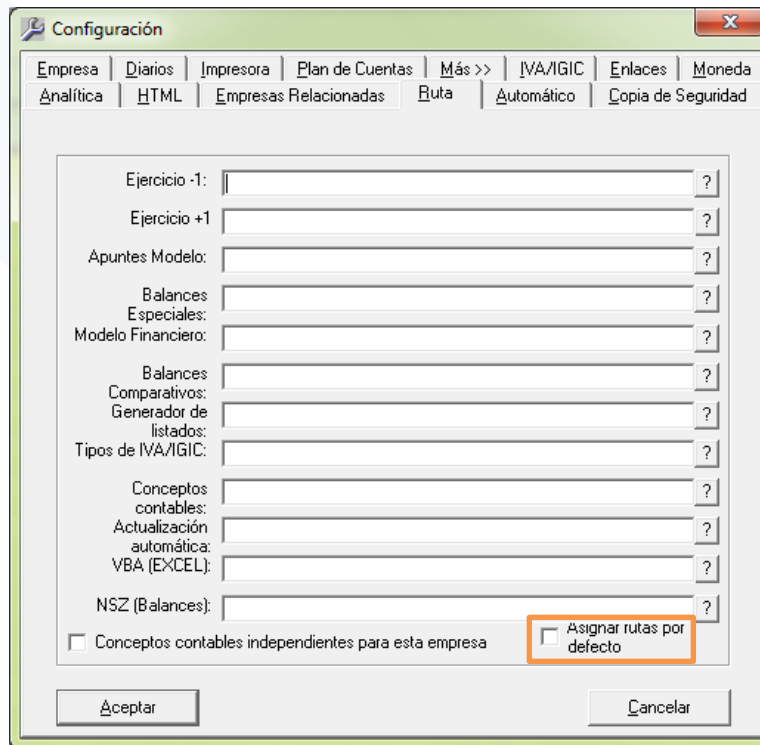 Configuración
X
Empresa Diarios Impresora Plan de Cuentas Más >> IVA/IGIC Enlaces Moneda
Analítica HTML Empresas Relacionadas Ruta Automático Copia de Seguridad
Ejercicio -1: ?
Ejercicio +1 ?
Apuntes Modelo: ?
Balances
Especiales: ?
Modelo Financiero: ?
Balances
Comparativos: ?
Generador de
listados: ?
Tipos de IVA/IGIC: ?
Conceptos
contables: ?
Actualización
automática: ?
VBA (EXCEL): ?
NSZ (Balances): ?
Conceptos contables independientes para esta empresa
Asignar rutas por
defecto
Aceptar Cancelar